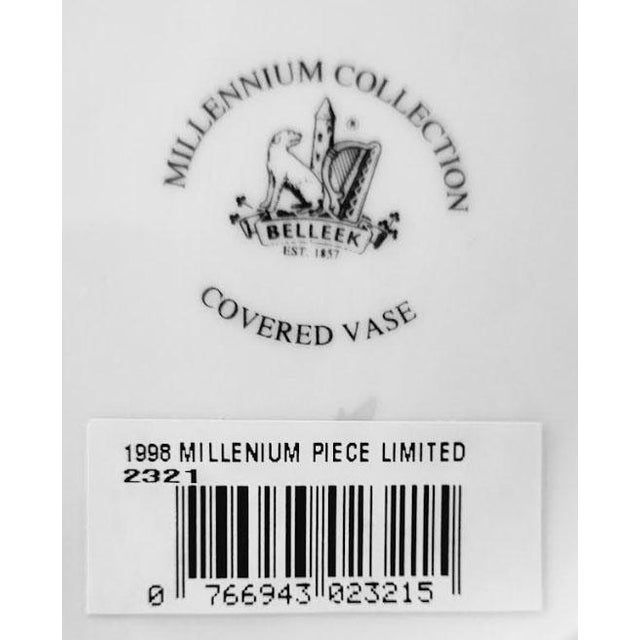 MILLENNIUM COLLECTION
®
BELLEEK
EST. 1857
COVERED VASE
1998 MILLENIUM PIECE LIMITED
2321
0 766943 023215